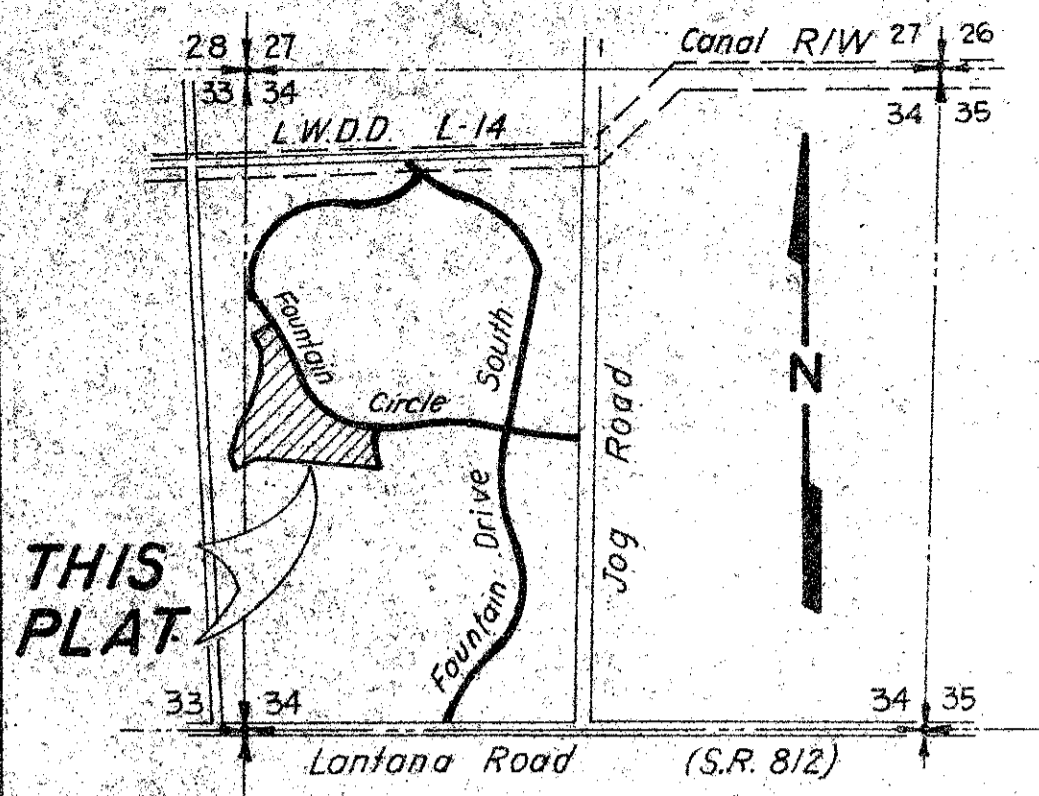 28 27
Canal R/W
27 26
33 34
34 35
L.W.D.D. L-14
Fountain
Circle
South
Drive
Fountain
Jog Road
N
THIS
PLAT
33 34
34 35
Lantana Road (S.R. 812)